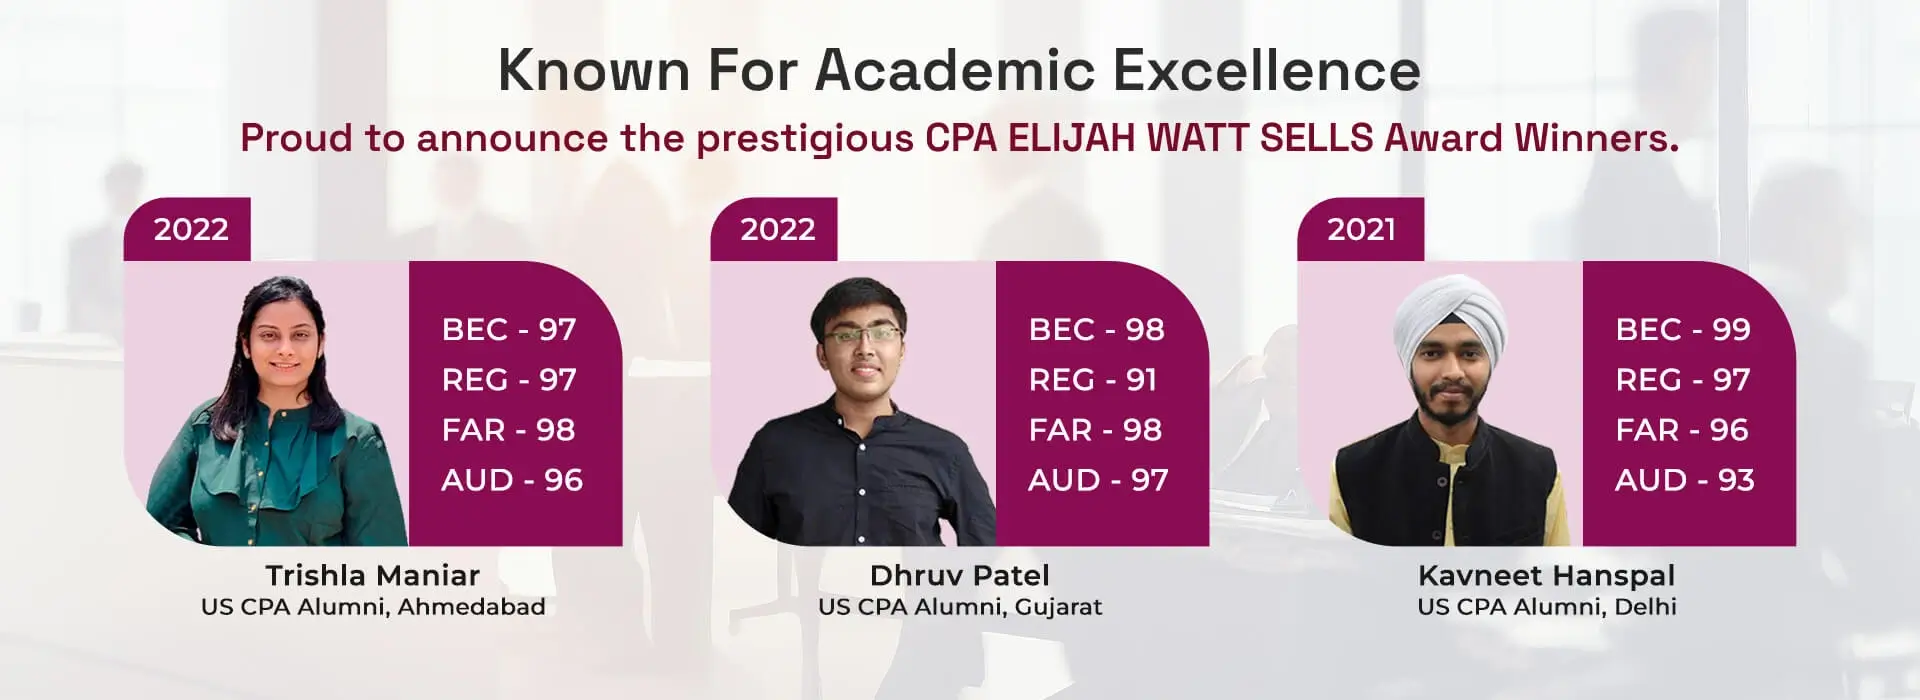 Known For Academic Excellence
Proud to announce the prestigious CPA ELIJAH WATT SELLS Award Winners.
2022
BEC - 97
REG - 97
FAR - 98
AUD - 96
Trishla Maniar
US CPA Alumni, Ahmedabad
2022
BEC - 98
REG - 91
FAR - 98
AUD - 97
Dhruv Patel
US CPA Alumni, Gujarat
2021
BEC - 99
REG - 97
FAR - 96
AUD - 93
Kavneet Hanspal
US CPA Alumni, Delhi